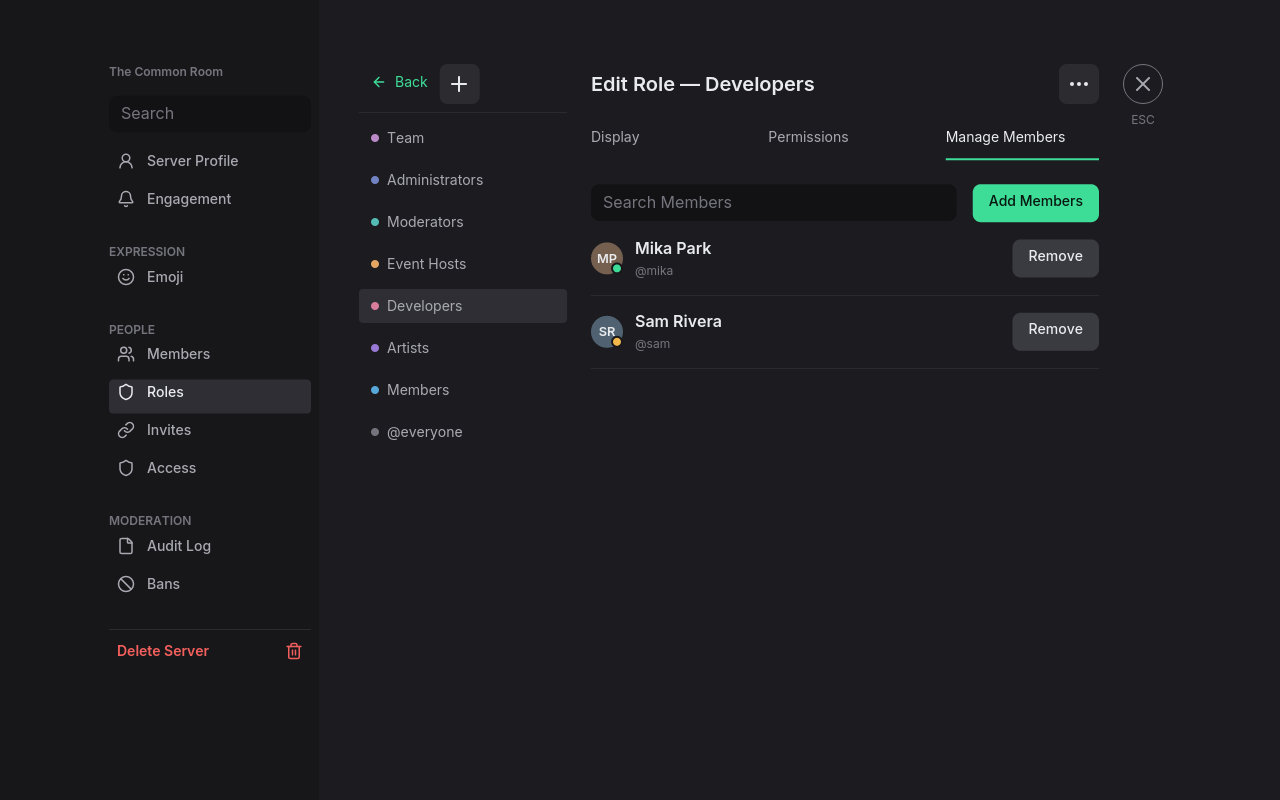 The Common Room
Search
Server Profile
Engagement
EXPRESSION
Emoji
PEOPLE
Members
Roles
Invites
Access
MODERATION
Audit Log
Bans
Delete Server
Back
Team
Administrators
Moderators
Event Hosts
Developers
Artists
Members
@everyone
Edit Role — Developers
ESC
Display
Permissions
Manage Members
Search Members
Add Members
MP
Mika Park
@mika
Remove
SR
Sam Rivera
@sam
Remove